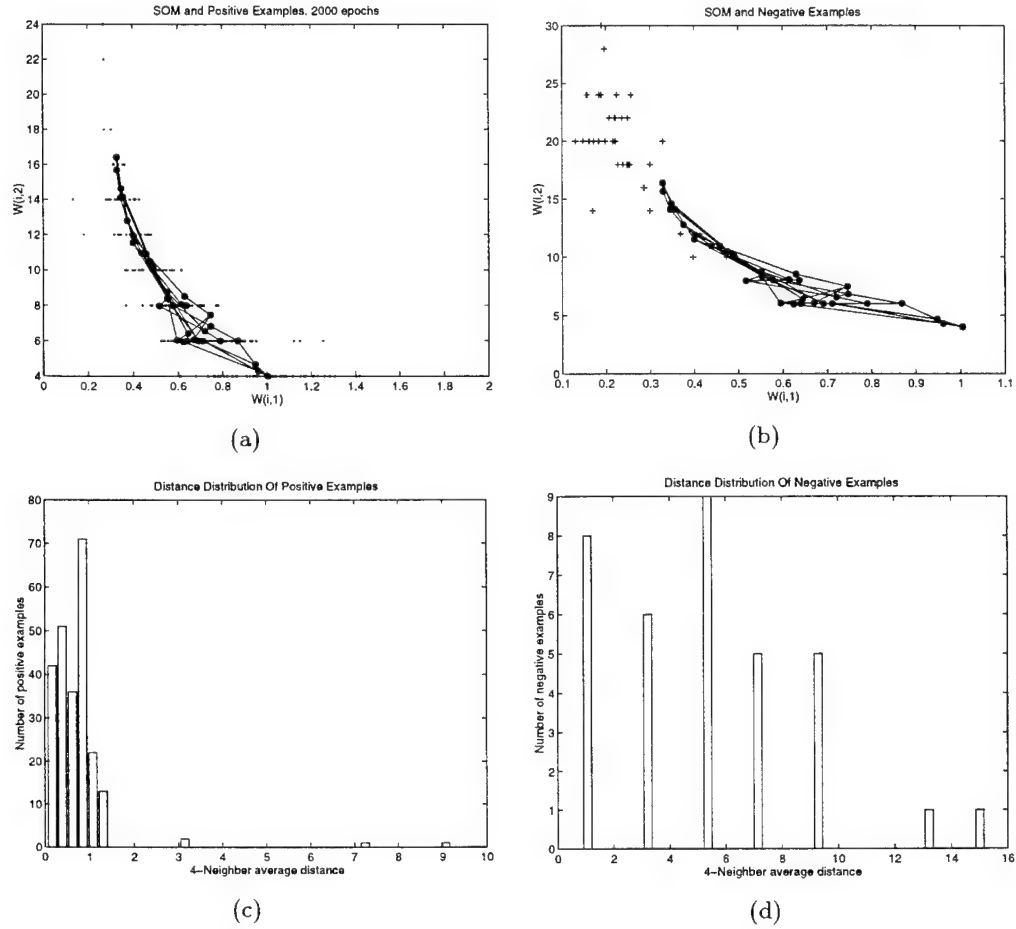 SOM and Positive Examples, 2000 epochs
24
22
20
18
16
14
12
10
8
6
4
W(i,2)
0 0.2 0.4 0.6 0.8 1 1.2 1.4 1.6 1.8 2
W(i,1)
(a)
SOM and Negative Examples
30
25
20
15
10
5
0
W(i,2)
0.1 0.2 0.3 0.4 0.5 0.6 0.7 0.8 0.9 1 1.1
W(i,1)
(b)
Distance Distribution Of Positive Examples
80
70
60
50
40
30
20
10
0
Number of positive examples
0 1 2 3 4 5 6 7 8 9 10
4-Neighber average distance
(c)
Distance Distribution Of Negative Examples
9
8
7
6
5
4
3
2
1
0
Number of negative examples
0 2 4 6 8 10 12 14 16
4-Neighber average distance
(d)